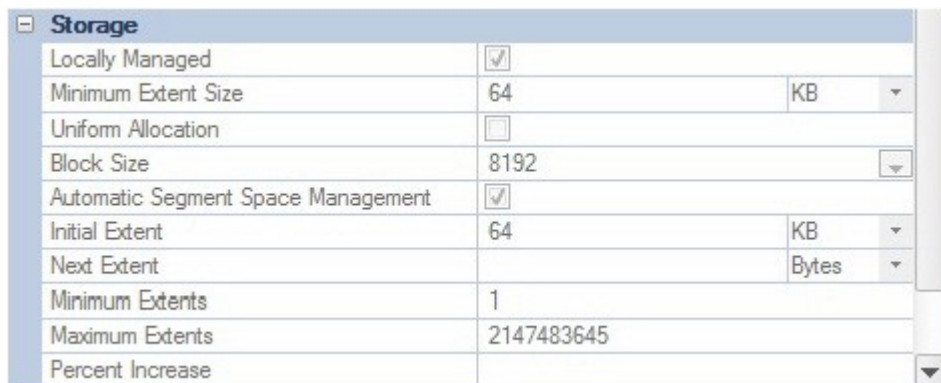 Storage
Locally Managed
Minimum Extent Size 64 KB
Uniform Allocation
Block Size 8192
Automatic Segment Space Management
Initial Extent 64 KB
Next Extent Bytes
Minimum Extents 1
Maximum Extents 2147483645
Percent Increase